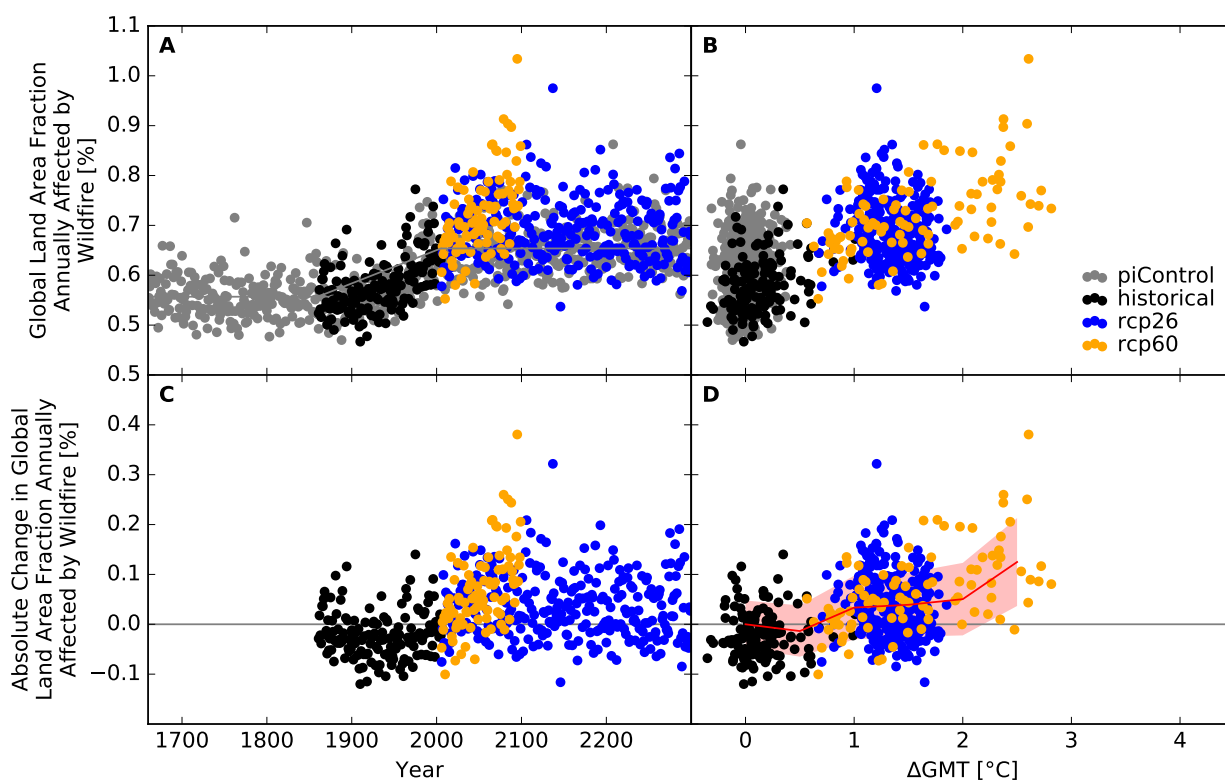 Global Land Area Fraction
Annually Affected by
Wildfire [%]
1.1
1.0
0.9
0.8
0.7
0.6
0.5
A
B
piControl
historical
rcp26
rcp60
Absolute Change in Global
Land Area Fraction Annually
Affected by Wildfire [%]
0.4
0.3
0.2
0.1
0.0
−0.1
C
D
1700 1800 1900 2000 2100 2200
0 1 2 3 4
Year
ΔGMT [°C]